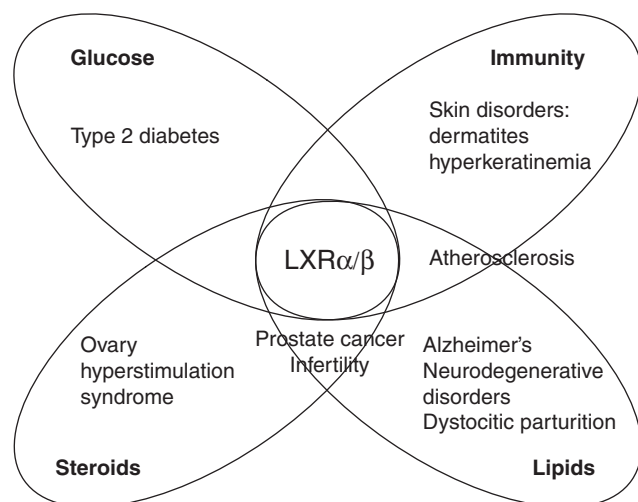 Glucose
Immunity
Type 2 diabetes
Skin disorders:
dermatites
hyperkeratinemia
LXRα/β
Atherosclerosis
Prostate cancer
Infertility
Ovary
hyperstimulation
syndrome
Alzheimer's
Neurodegenerative
disorders
Dystocitic parturition
Steroids
Lipids